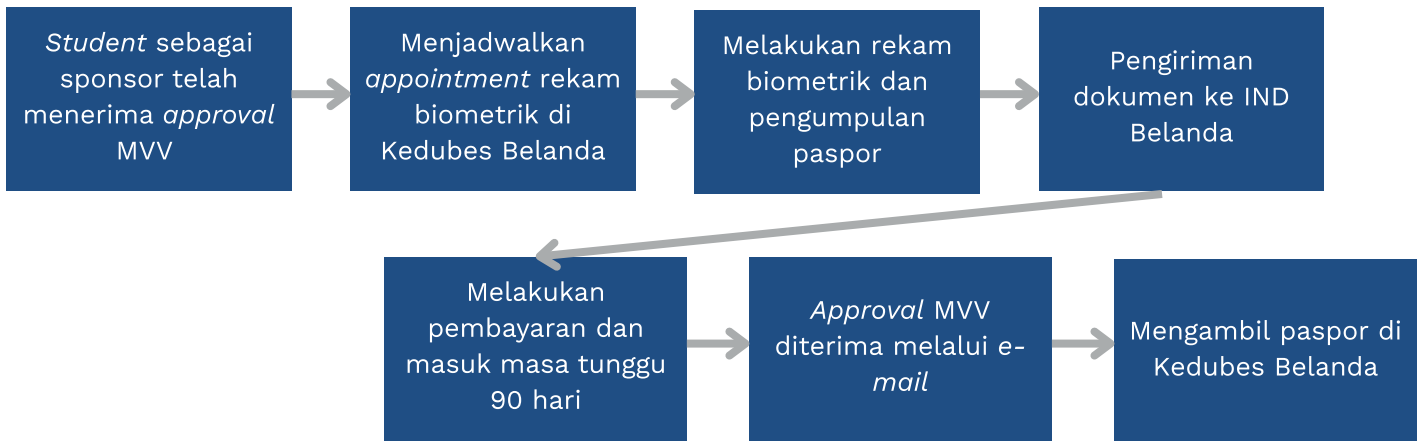 Student sebagai
sponsor telah
menerima approval
MVV
Menjadwalkan
appointment rekam
biometrik di
Kedubes Belanda
Melakukan rekam
biometrik dan
pengumpulan
paspor
Pengiriman
dokumen ke IND
Belanda
Melakukan
pembayaran dan
masuk masa tunggu
90 hari
Approval MVV
diterima melalui e-
mail
Mengambil paspor di
Kedubes Belanda